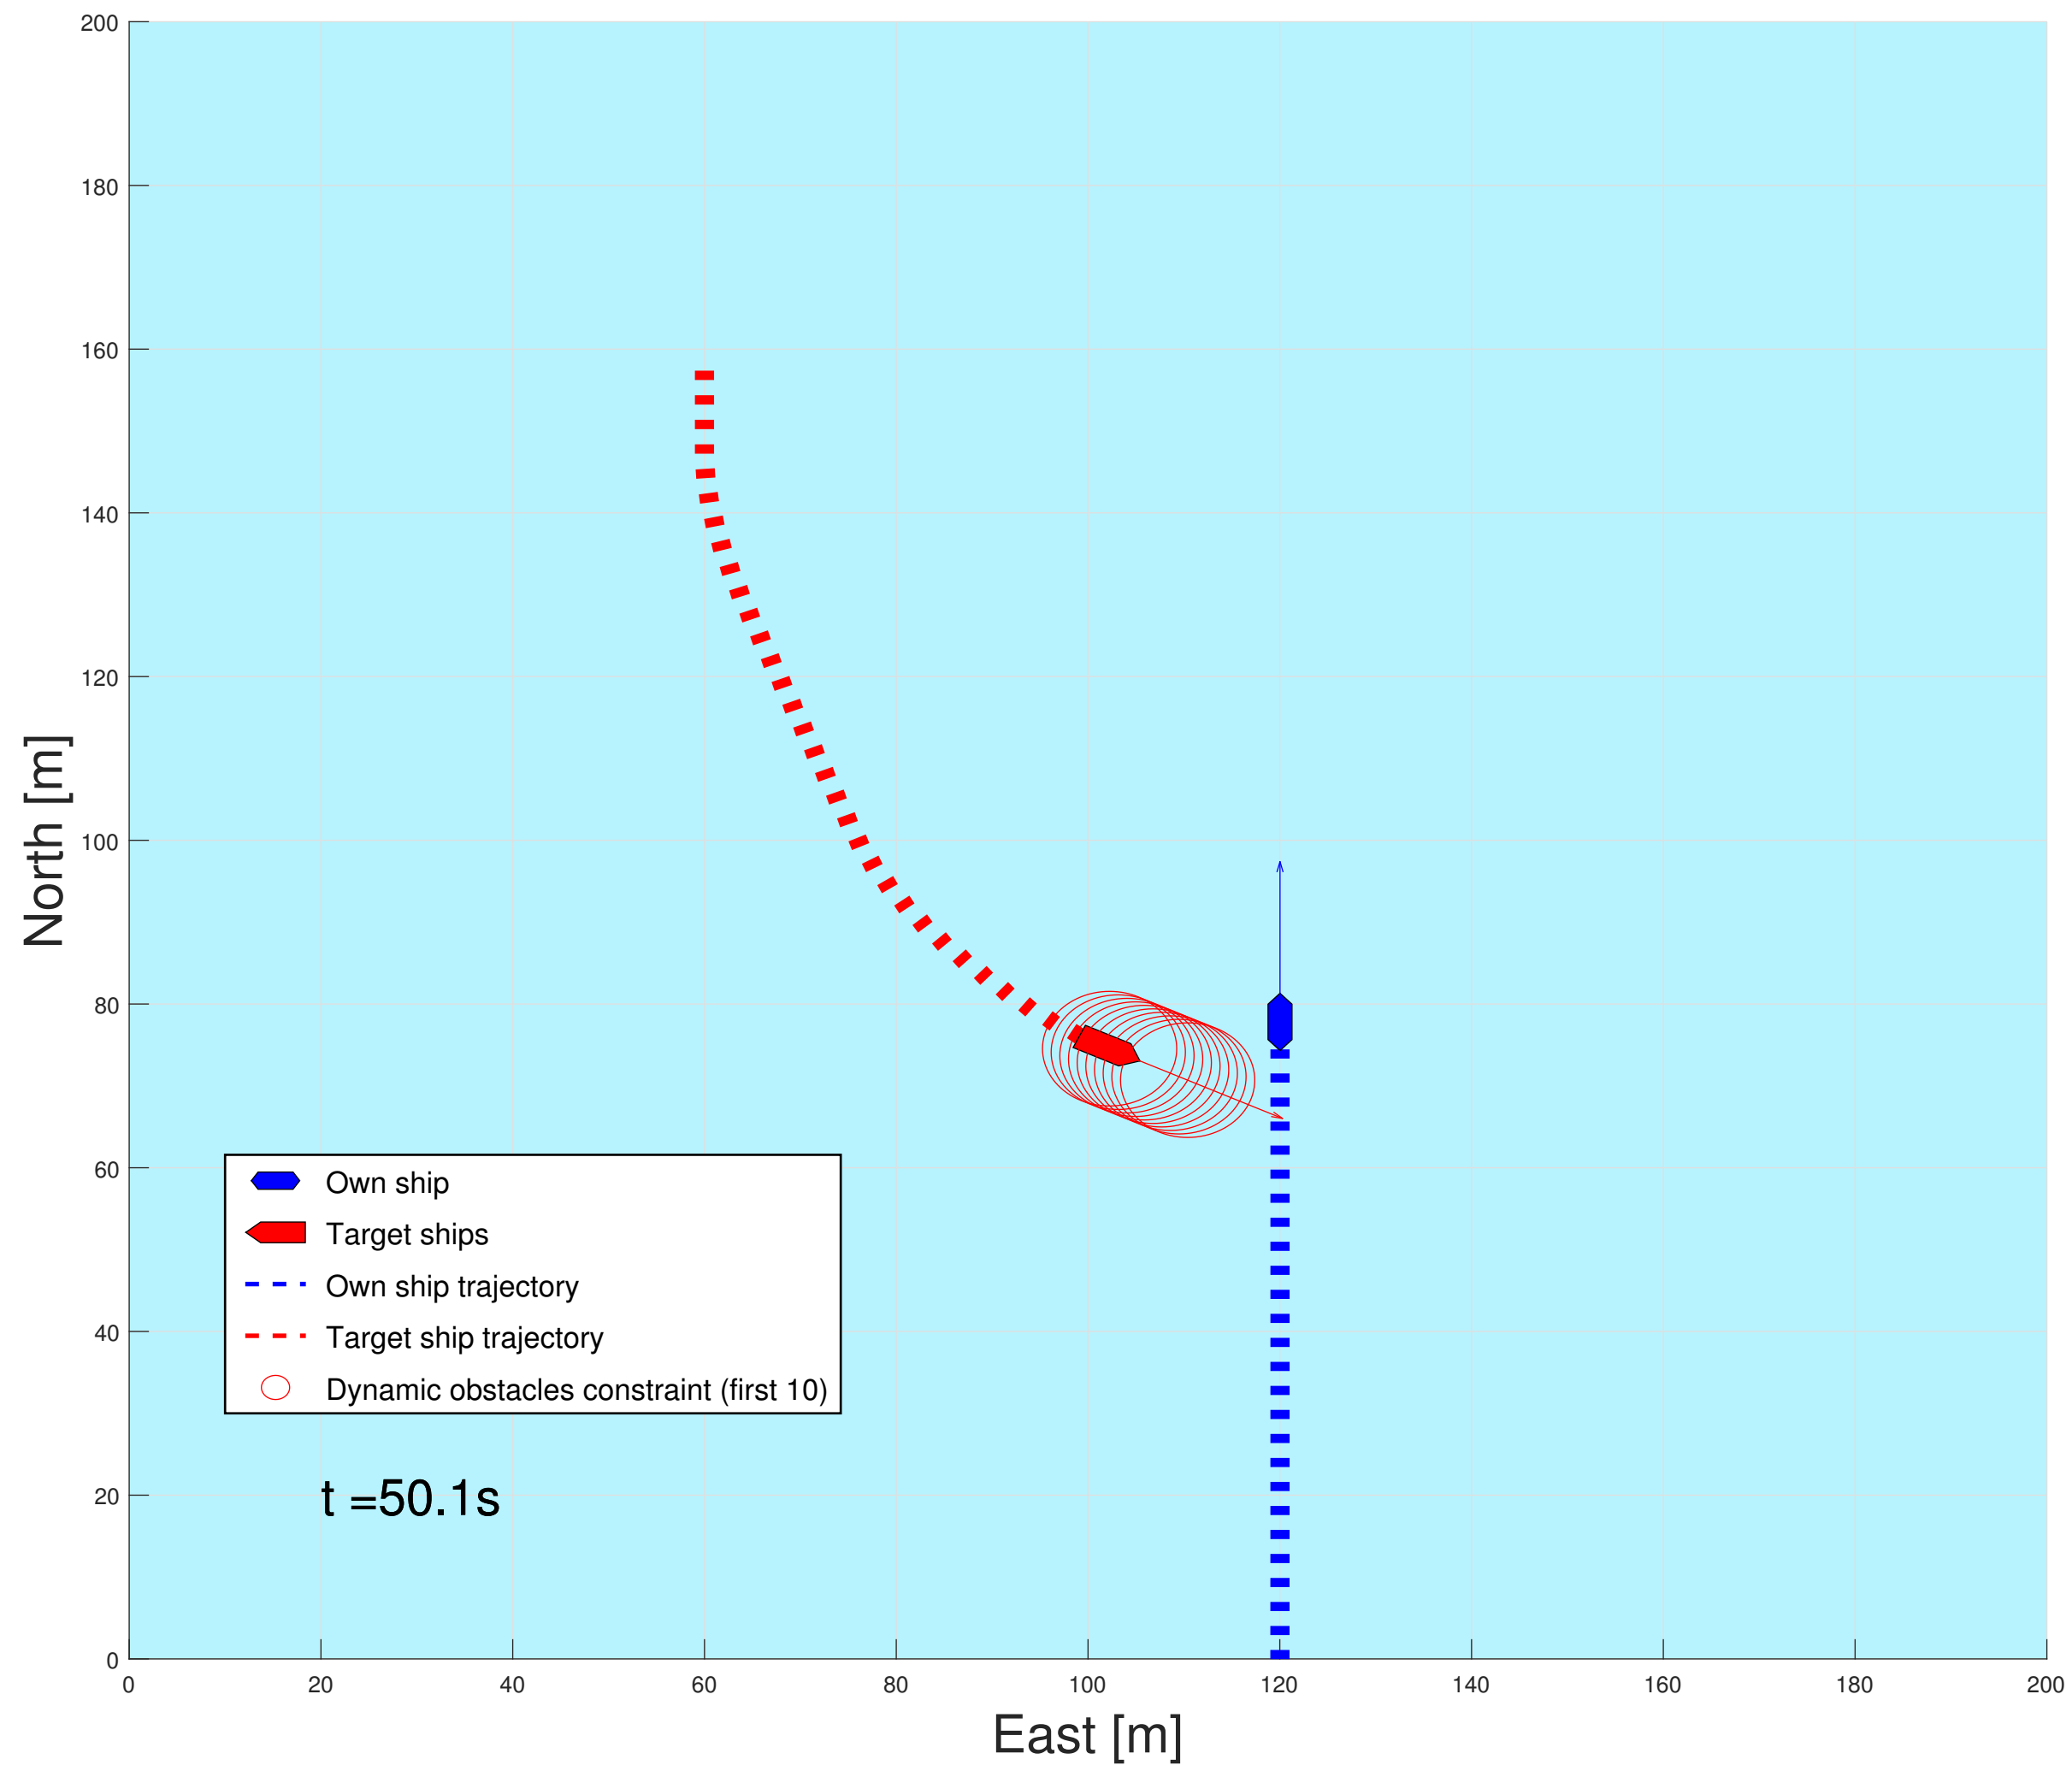 200
180
160
140
120
100
80
60
40
20
0
North [m]
Own ship
Target ships
Own ship trajectory
Target ship trajectory
Dynamic obstacles constraint (first 10)
t =50.1s
0 20 40 60 80 100 120 140 160 180 200
East [m]